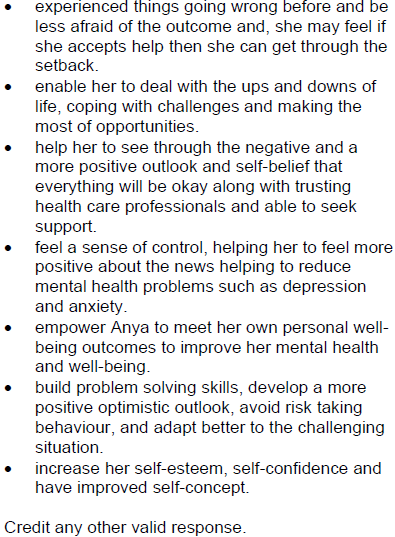 • experienced things going wrong before and be
less afraid of the outcome and, she may feel if
she accepts help then she can get through the
setback.
• enable her to deal with the ups and downs of
life, coping with challenges and making the
most of opportunities.
• help her to see through the negative and a
more positive outlook and self-belief that
everything will be okay along with trusting
health care professionals and able to seek
support.
• feel a sense of control, helping her to feel more
positive about the news helping to reduce
mental health problems such as depression
and anxiety.
• empower Anya to meet her own personal well-
being outcomes to improve her mental health
and well-being.
• build problem solving skills, develop a more
positive optimistic outlook, avoid risk taking
behaviour, and adapt better to the challenging
situation.
• increase her self-esteem, self-confidence and
have improved self-concept.
Credit any other valid response.